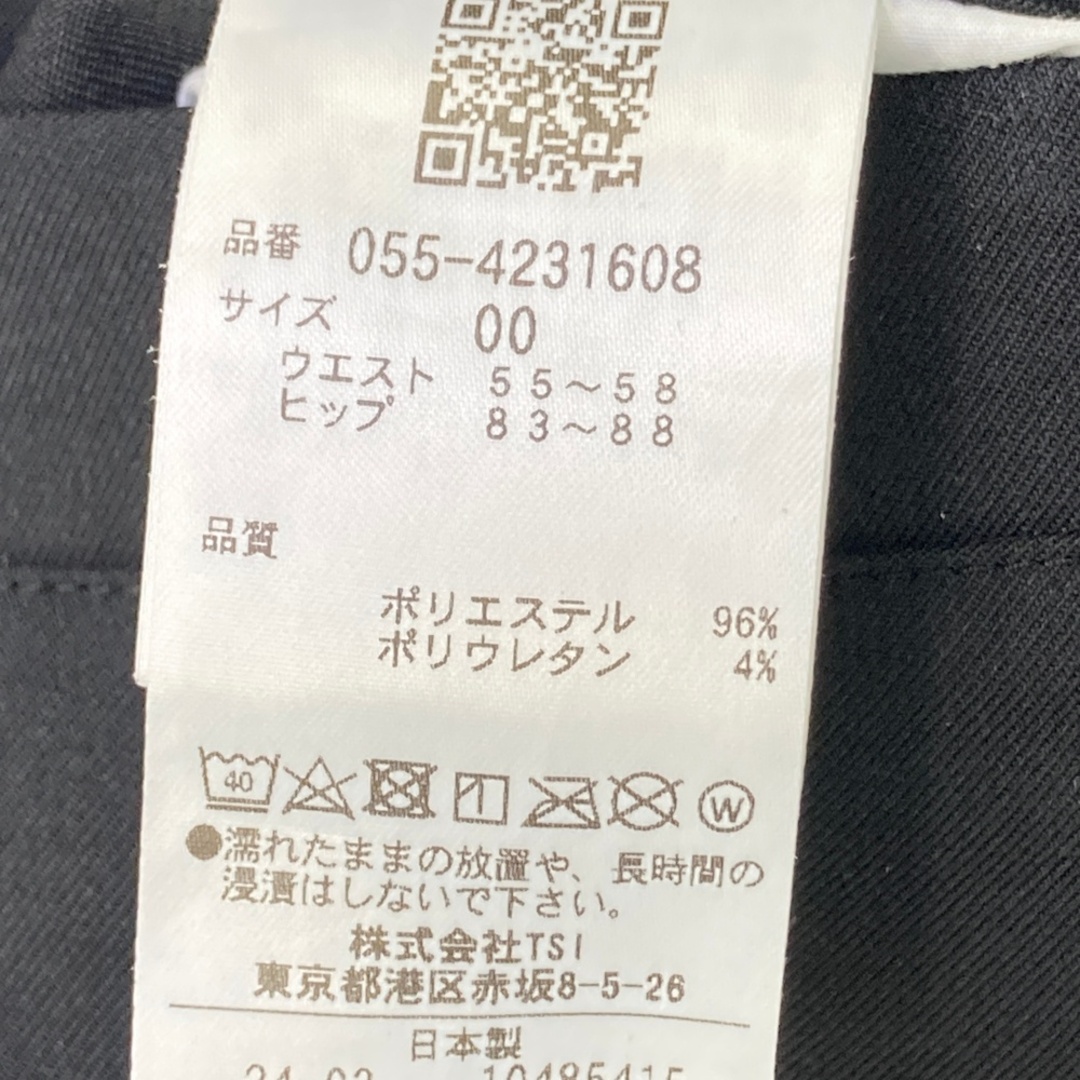 品番 055-4231608
サイズ 00
ウエスト 55～58
ヒップ 83～88
品質
ポリエステル 96%
ポリウレタン 4%
40 W
●濡れたままの放置や、長時間の
浸漬はしないで下さい。
株式会社TSI
東京都港区赤坂8-5-26
日本製
24.02 10485415